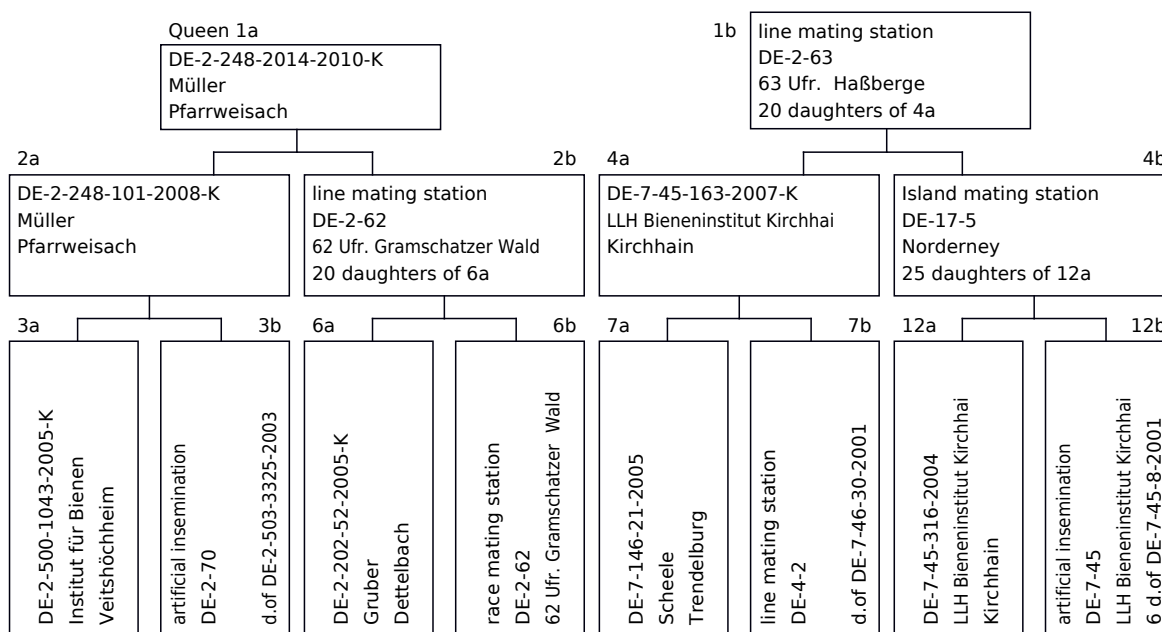 Queen 1a
DE-2-248-2014-2010-K
Müller
Pfarrweisach
1b
line mating station
DE-2-63
63 Ufr. Haßberge
20 daughters of 4a
2a
DE-2-248-101-2008-K
Müller
Pfarrweisach
2b
line mating station
DE-2-62
62 Ufr. Gramschatzer Wald
20 daughters of 6a
4a
DE-7-45-163-2007-K
LLH Bieneninstitut Kirchhai
Kirchhain
4b
Island mating station
DE-17-5
Norderney
25 daughters of 12a
3a
DE-2-500-1043-2005-K
Institut für Bienen
Veitshöchheim
3b
artificial insemination
DE-2-70
d.of DE-2-503-3325-2003
6a
DE-2-202-52-2005-K
Gruber
Dettelbach
6b
race mating station
DE-2-62
62 Ufr. Gramschatzer Wald
7a
DE-7-146-21-2005
Scheele
Trendelburg
7b
line mating station
DE-4-2
d.of DE-7-46-30-2001
12a
DE-7-45-316-2004
LLH Bieneninstitut Kirchhai
Kirchhain
12b
artificial insemination
DE-7-45
LLH Bieneninstitut Kirchhai
6 d.of DE-7-45-8-2001